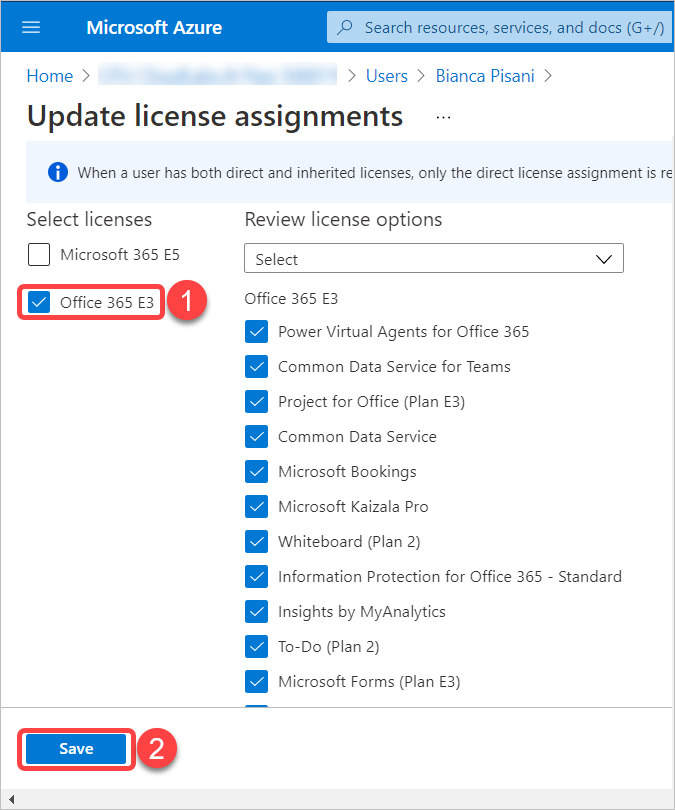 Microsoft Azure
Search resources, services, and docs (G+/)
Home > > Users > Bianca Pisani >
Update license assignments ...
When a user has both direct and inherited licenses, only the direct license assignment is re
Select licenses
Microsoft 365 E5
Office 365 E3
1
Review license options
Select
Office 365 E3
Power Virtual Agents for Office 365
Common Data Service for Teams
Project for Office (Plan E3)
Common Data Service
Microsoft Bookings
Microsoft Kaizala Pro
Whiteboard (Plan 2)
Information Protection for Office 365 - Standard
Insights by MyAnalytics
To-Do (Plan 2)
Microsoft Forms (Plan E3)
Save
2